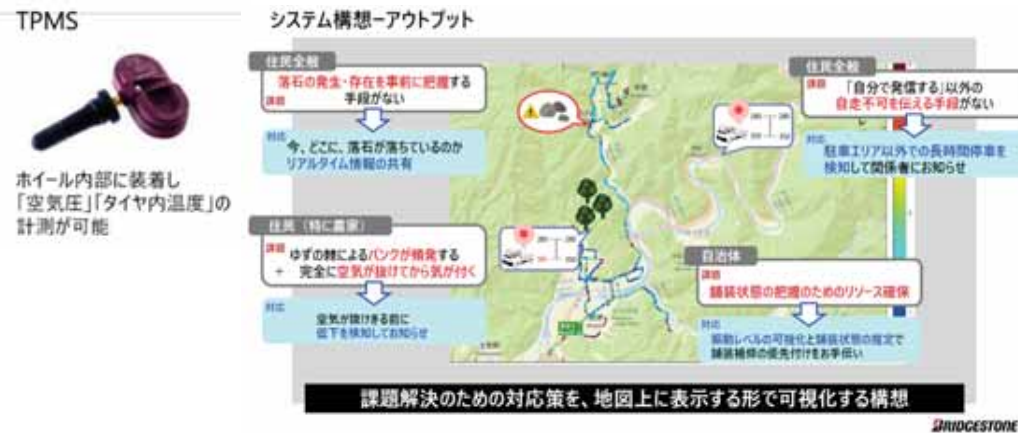 TPMS
ホイール内部に装着し
「空気圧」「タイヤ内温度」の
計測が可能
システム構想－アウトプット
住民全般
課題
落石の発生・存在を事前に把握する
手段がない
対応
今、どこに、落石が落ちているのか
リアルタイム情報の共有
住民（特に農家）
課題
ゆずの棘によるパンクが頻発する
+ 完全に空気が抜けてから気が付く
対応
空気が抜けきる前に
低下を検知してお知らせ
住民全般
課題
「自分で発信する」以外の
自走不可を伝える手段がない
対応
駐車エリア以外での長時間停車を
検知して関係者にお知らせ
自治体
課題
舗装状態の把握のためのリソース確保
対応
振動レベルの可視化と舗装状態の推定で
舗装補修の優先付けをお手伝い
課題解決のための対応策を、地図上に表示する形で可視化する構想
BRIDGESTONE